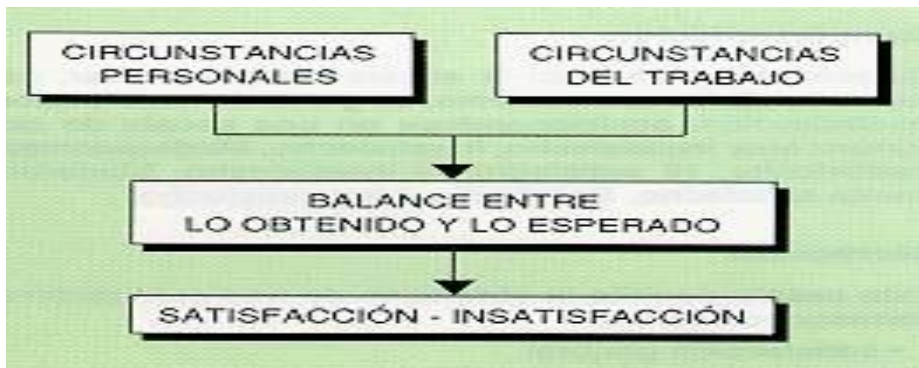 CIRCUNSTANCIAS
PERSONALES
CIRCUNSTANCIAS
DEL TRABAJO
BALANCE ENTRE
LO OBTENIDO Y LO ESPERADO
SATISFACCIÓN - INSATISFACCIÓN